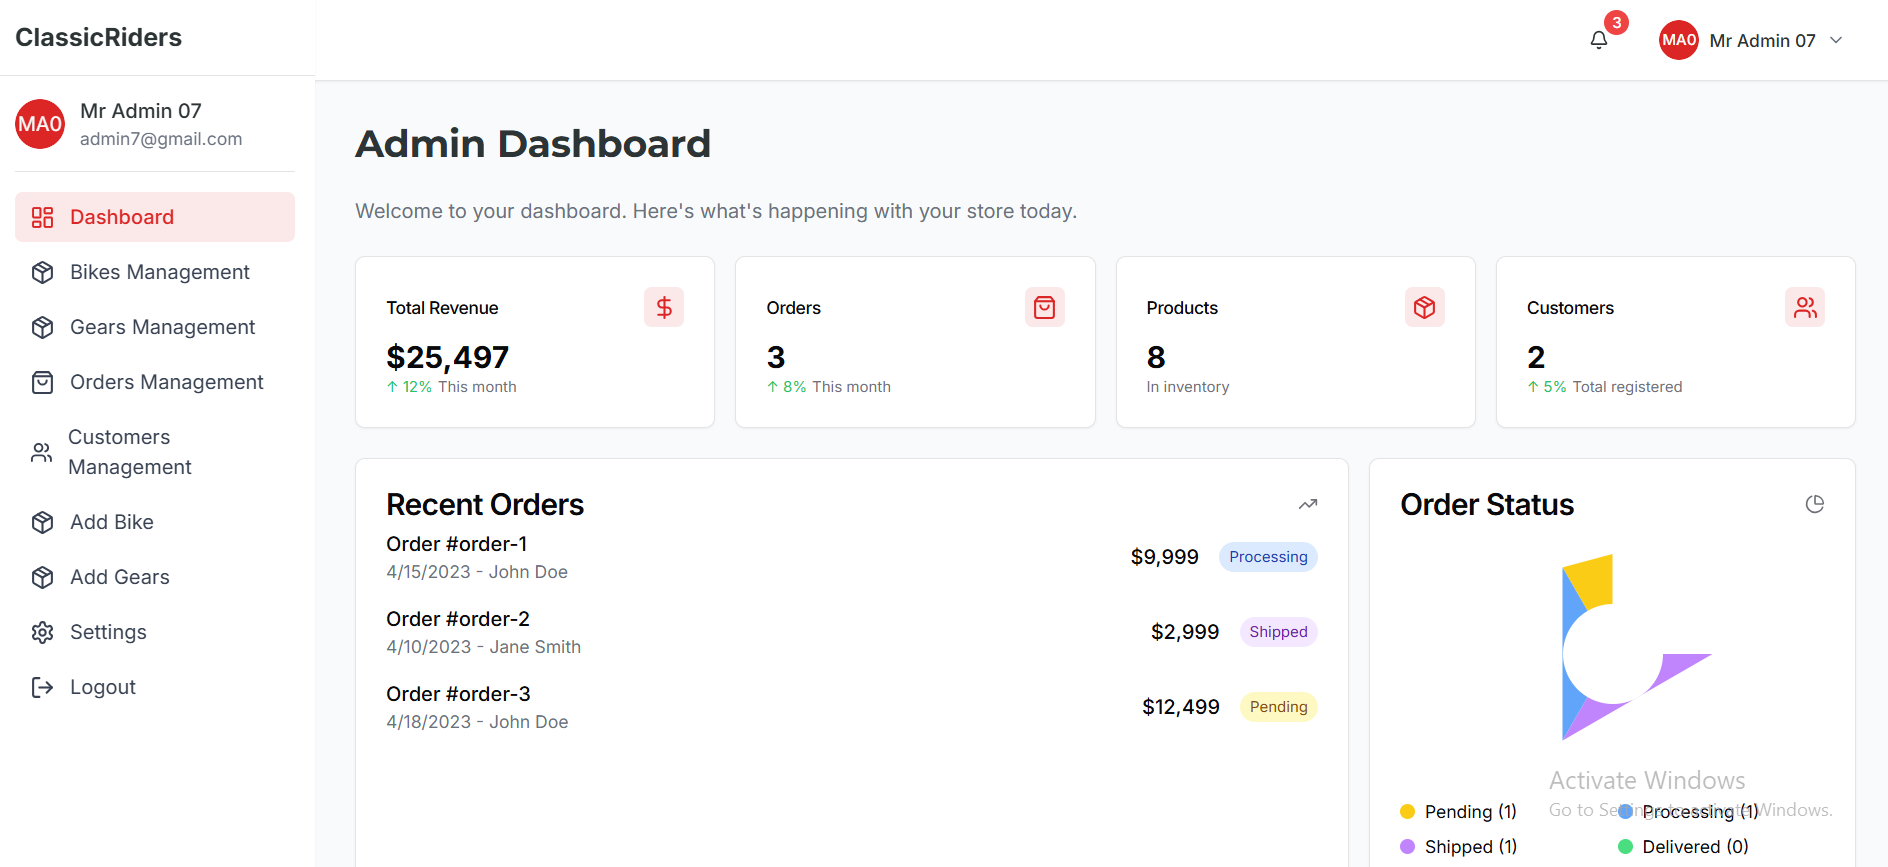 ClassicRiders
3
MA0
Mr Admin 07
MA0
Mr Admin 07
admin7@gmail.com
Dashboard
Bikes Management
Gears Management
Orders Management
Customers
Management
Add Bike
Add Gears
Settings
Logout
Admin Dashboard
Welcome to your dashboard. Here's what's happening with your store today.
Total Revenue
$
$25,497
↑ 12% This month
Orders
3
↑ 8% This month
Products
8
In inventory
Customers
2
↑ 5% Total registered
Recent Orders
Order #order-1
4/15/2023 - John Doe
$9,999
Processing
Order #order-2
4/10/2023 - Jane Smith
$2,999
Shipped
Order #order-3
4/18/2023 - John Doe
$12,499
Pending
Order Status
Activate Windows
Go to Settings to activate Windows.
Pending (1)
Processing (1)
Shipped (1)
Delivered (0)